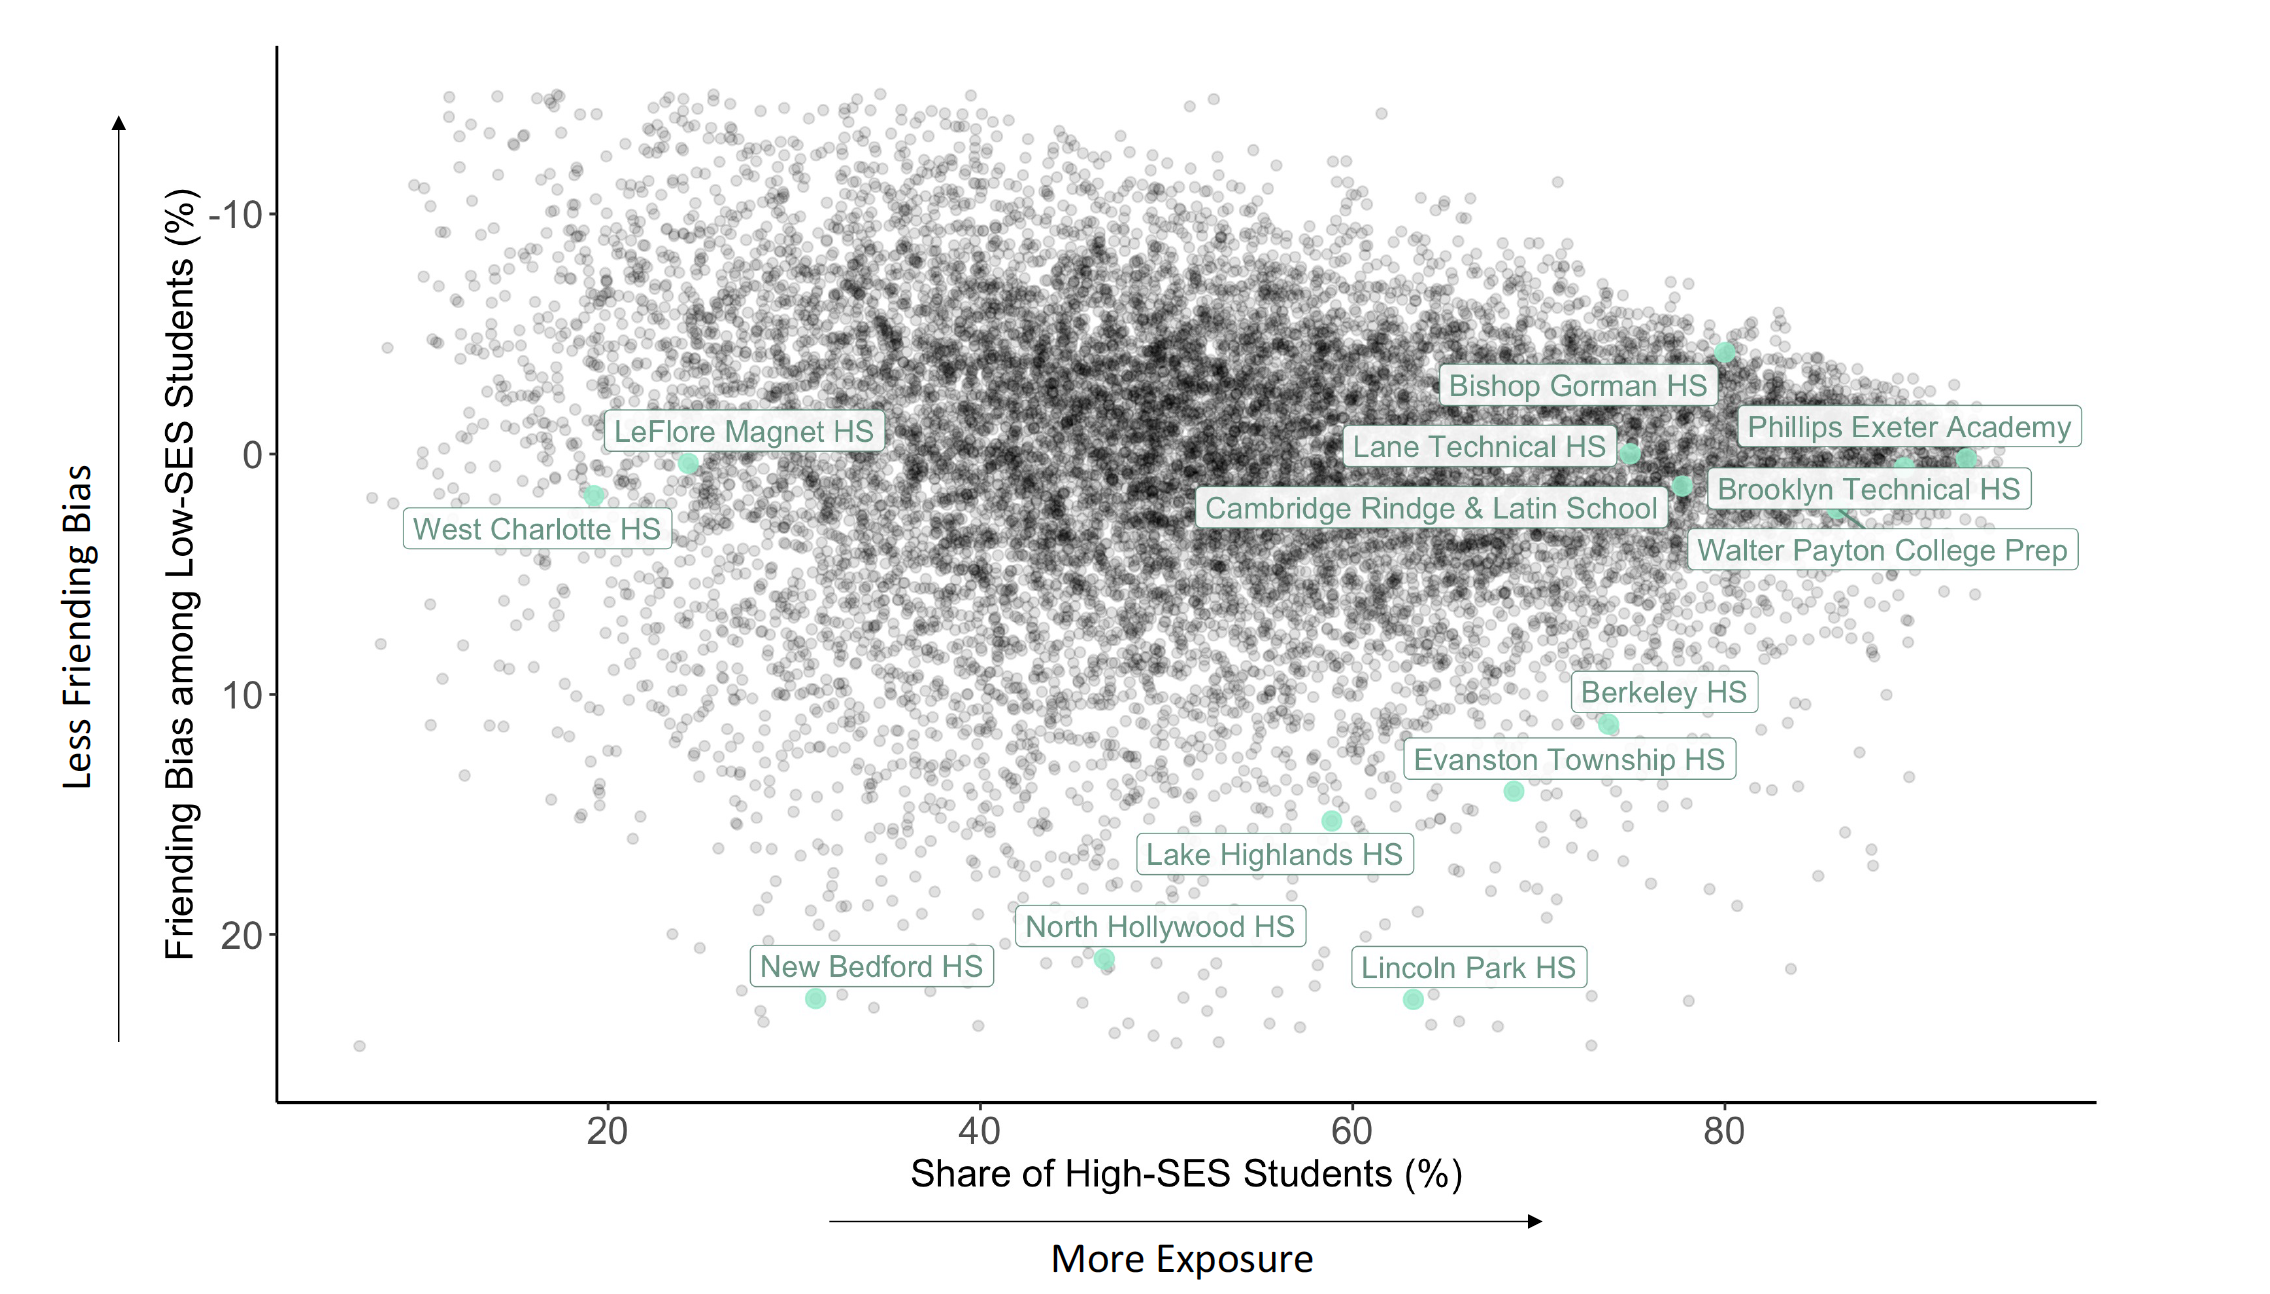 Less Friending Bias
Friending Bias among Low-SES Students (%)
-10
0
10
20
Bishop Gorman HS
Phillips Exeter Academy
LeFlore Magnet HS
Lane Technical HS
Brooklyn Technical HS
Cambridge Rindge & Latin School
West Charlotte HS
Walter Payton College Prep
Berkeley HS
Evanston Township HS
Lake Highlands HS
North Hollywood HS
New Bedford HS
Lincoln Park HS
20
40
60
80
Share of High-SES Students (%)
More Exposure